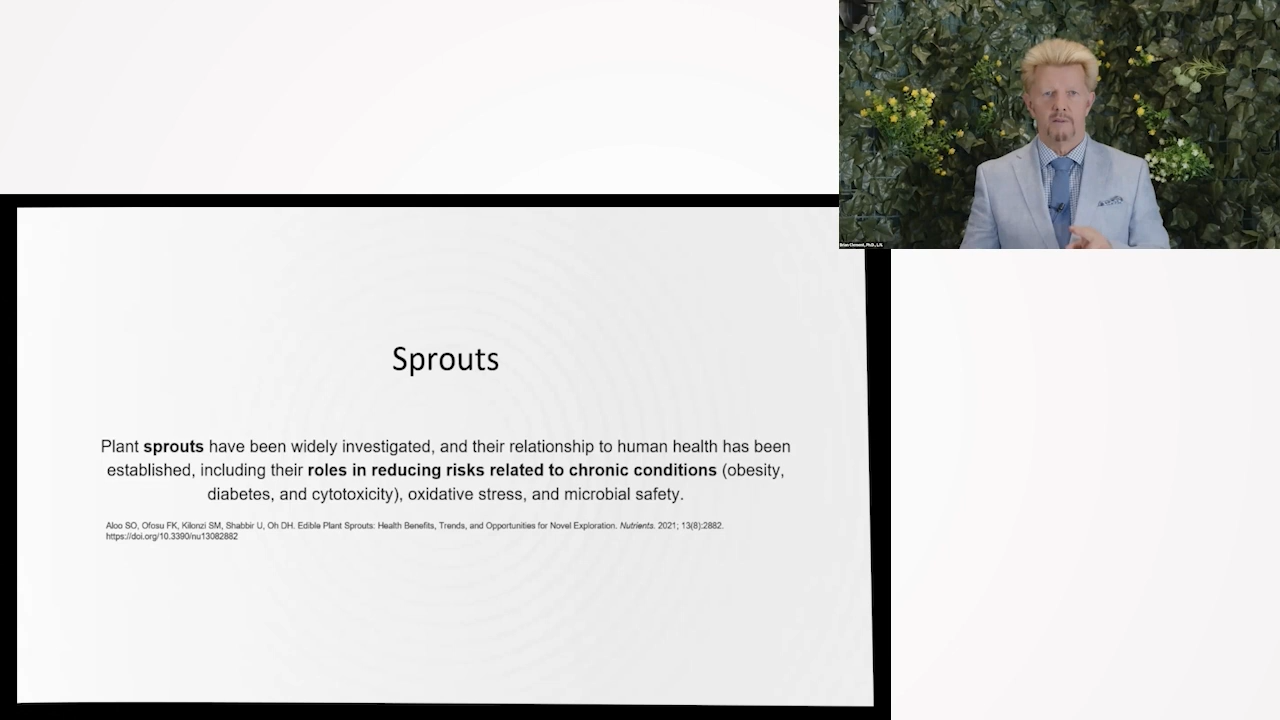 Brian Clement, Ph.D., L.N.
Sprouts
Plant sprouts have been widely investigated, and their relationship to human health has been
established, including their roles in reducing risks related to chronic conditions (obesity,
diabetes, and cytotoxicity), oxidative stress, and microbial safety.
Aloo SO, Ofosu FK, Kilonzi SM, Shabbir U, Oh DH. Edible Plant Sprouts: Health Benefits, Trends, and Opportunities for Novel Exploration. Nutrients. 2021; 13(8):2882.
https://doi.org/10.3390/nu13082882